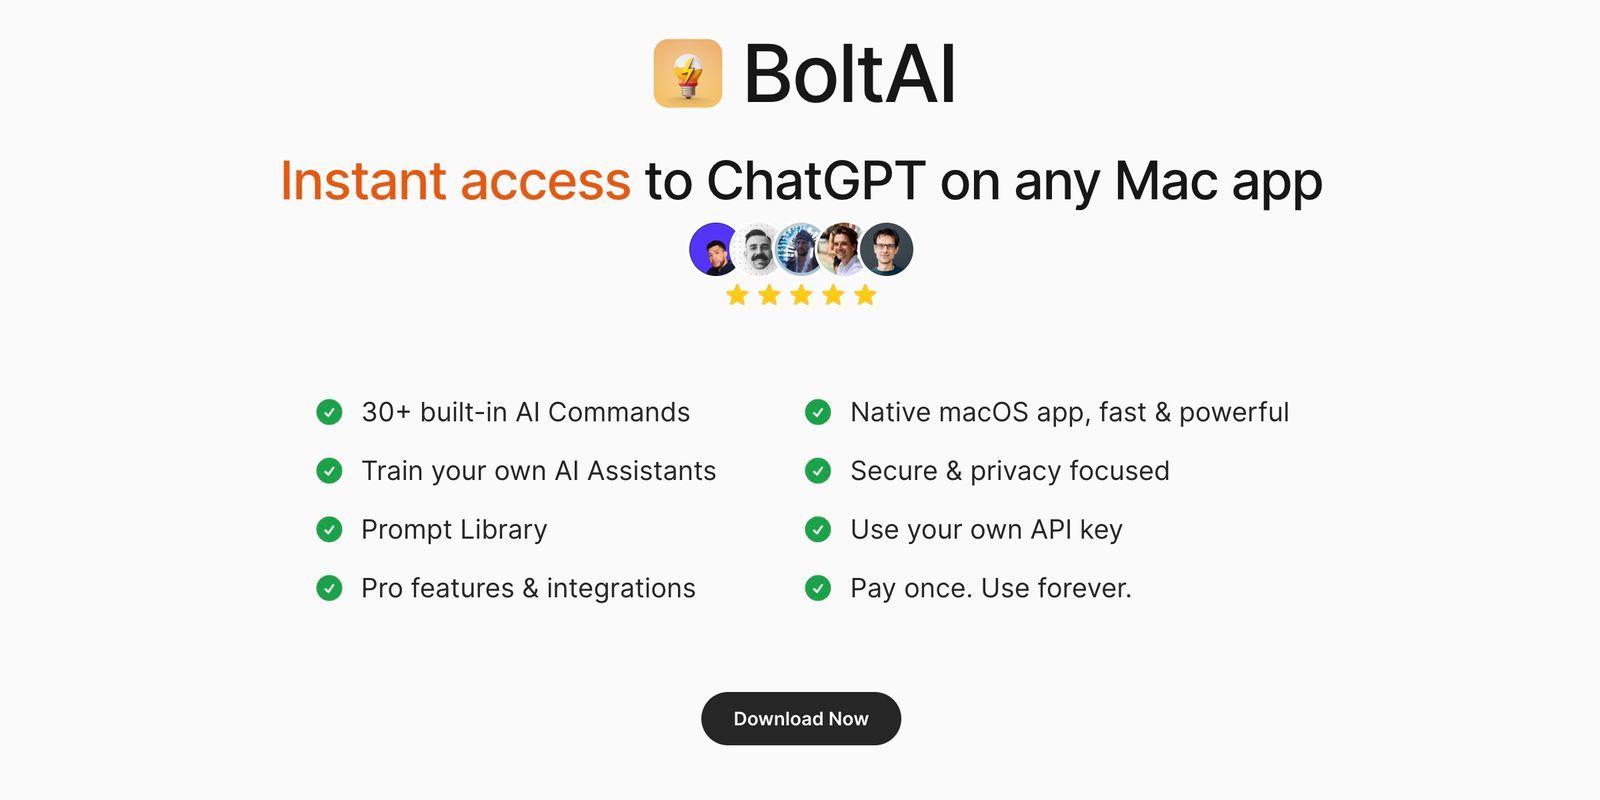 BoltAI
Instant access to ChatGPT on any Mac app
30+ built-in AI Commands
Train your own AI Assistants
Prompt Library
Pro features & integrations
Native macOS app, fast & powerful
Secure & privacy focused
Use your own API key
Pay once. Use forever.
Download Now